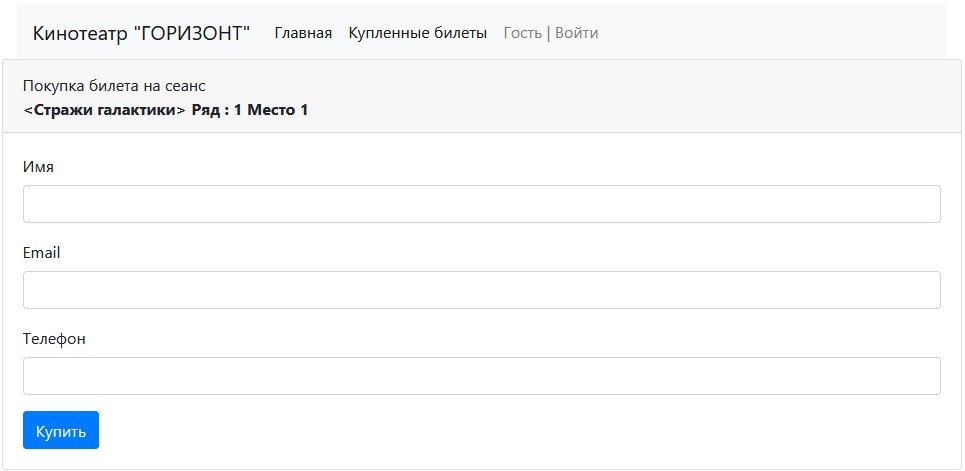 Кинотеатр "ГОРИЗОНТ" Главная Купленные билеты Гость | Войти
Покупка билета на сеанс
<Стражи галактики> Ряд : 1 Место 1
Имя
Email
Телефон
Купить